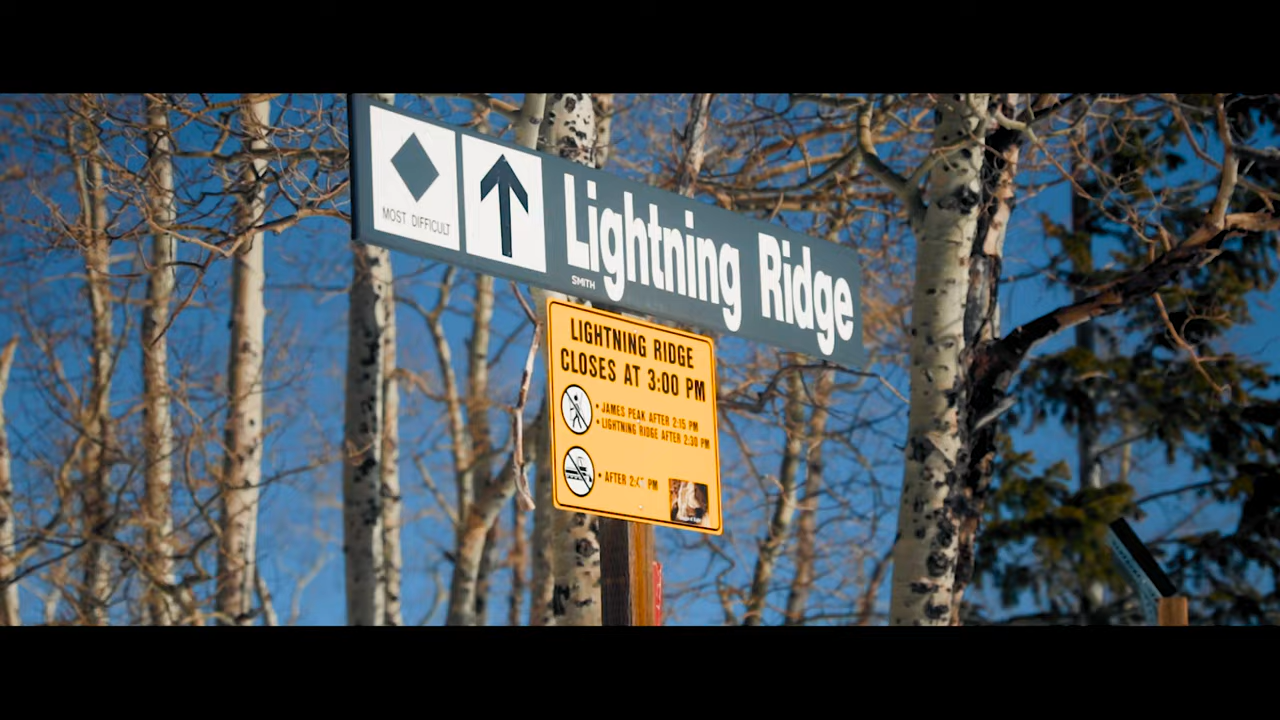 MOST DIFFICULT
Lightning Ridge
SMITH
LIGHTNING RIDGE
CLOSES AT 3:00 PM
• JAMES PEAK AFTER 2:15 PM
• LIGHTNING RIDGE AFTER 2:30 PM
• AFTER PM